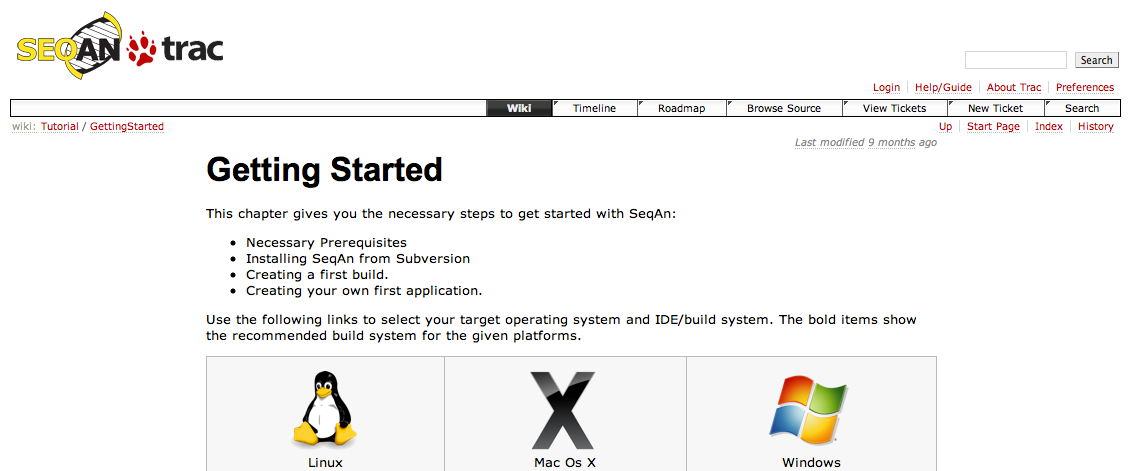 SEQAN trac
Search
Login Help/Guide About Trac Preferences
Wiki Timeline Roadmap Browse Source View Tickets New Ticket Search
wiki: Tutorial / GettingStarted Up Start Page Index History
Last modified 9 months ago
Getting Started
This chapter gives you the necessary steps to get started with SeqAn:
• Necessary Prerequisites
• Installing SeqAn from Subversion
• Creating a first build.
• Creating your own first application.
Use the following links to select your target operating system and IDE/build system. The bold items show
the recommended build system for the given platforms.
Linux Mac Os X Windows